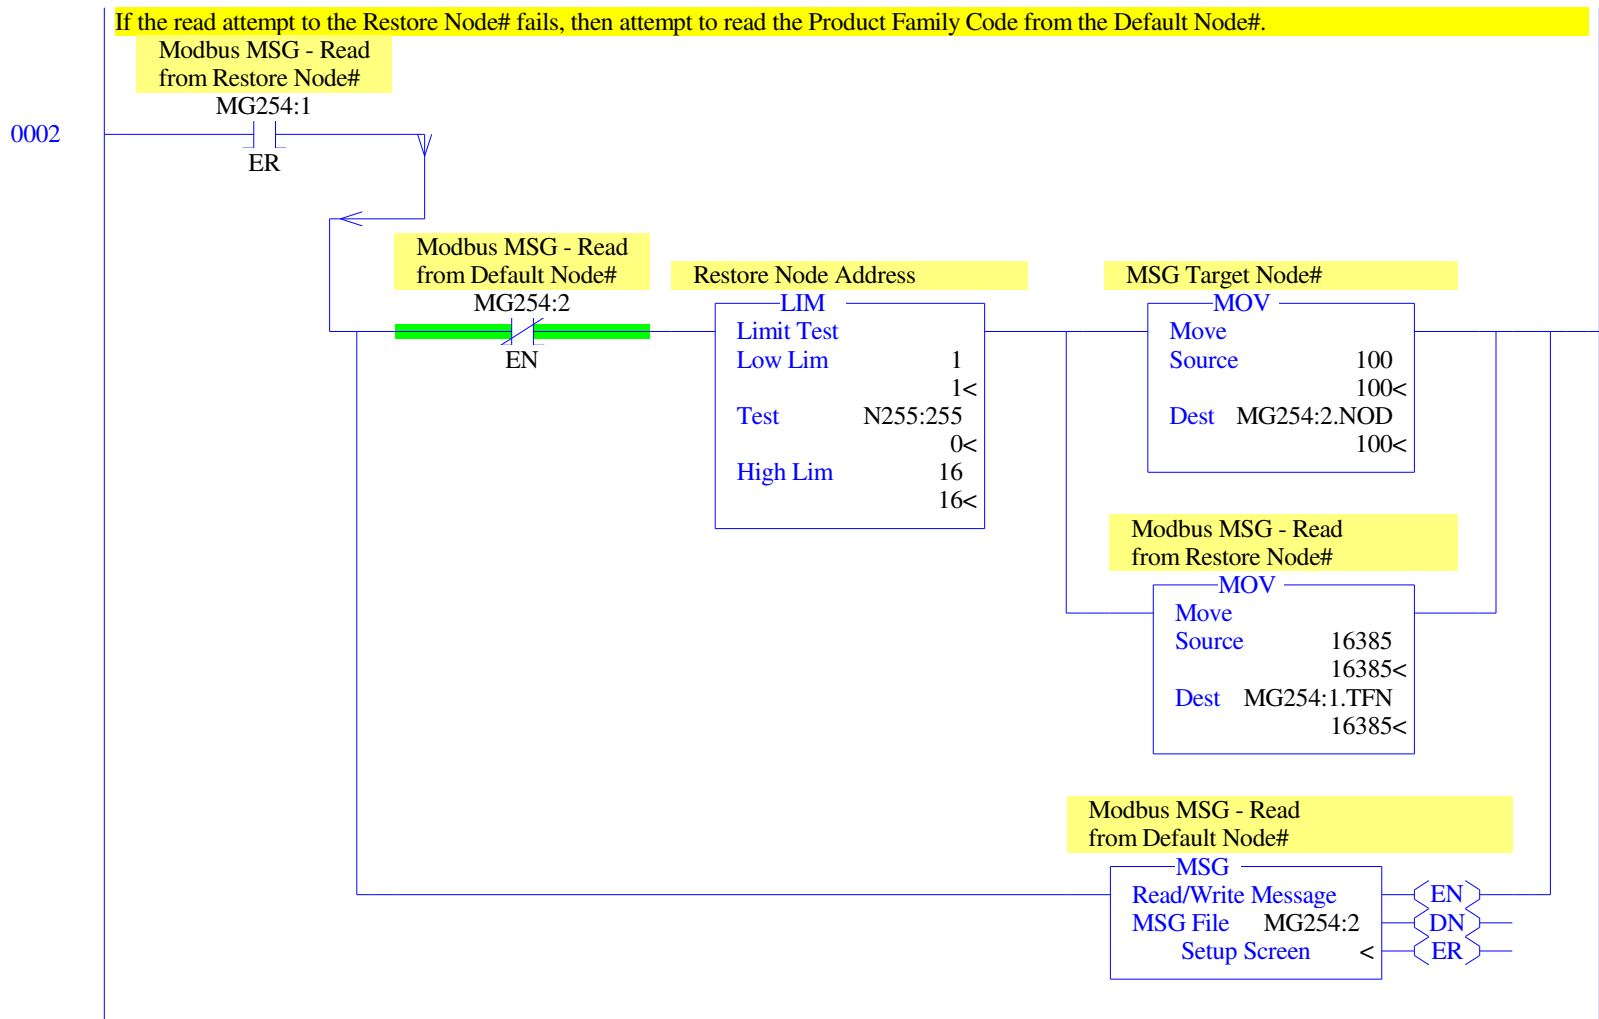 If the read attempt to the Restore Node# fails, then attempt to read the Product Family Code from the Default Node#.
Modbus MSG - Read
from Restore Node#
MG254:1
0002
ER
Modbus MSG - Read
from Default Node#
MG254:2
EN
Restore Node Address
LIM
Limit Test
Low Lim 1
1<
Test N255:255
0<
High Lim 16
16<
MSG Target Node#
MOV
Move
Source 100
100<
Dest MG254:2.NOD
100<
Modbus MSG - Read
from Restore Node#
MOV
Move
Source 16385
16385<
Dest MG254:1.TFN
16385<
Modbus MSG - Read
from Default Node#
MSG
Read/Write Message
MSG File MG254:2
Setup Screen <
EN
DN
ER